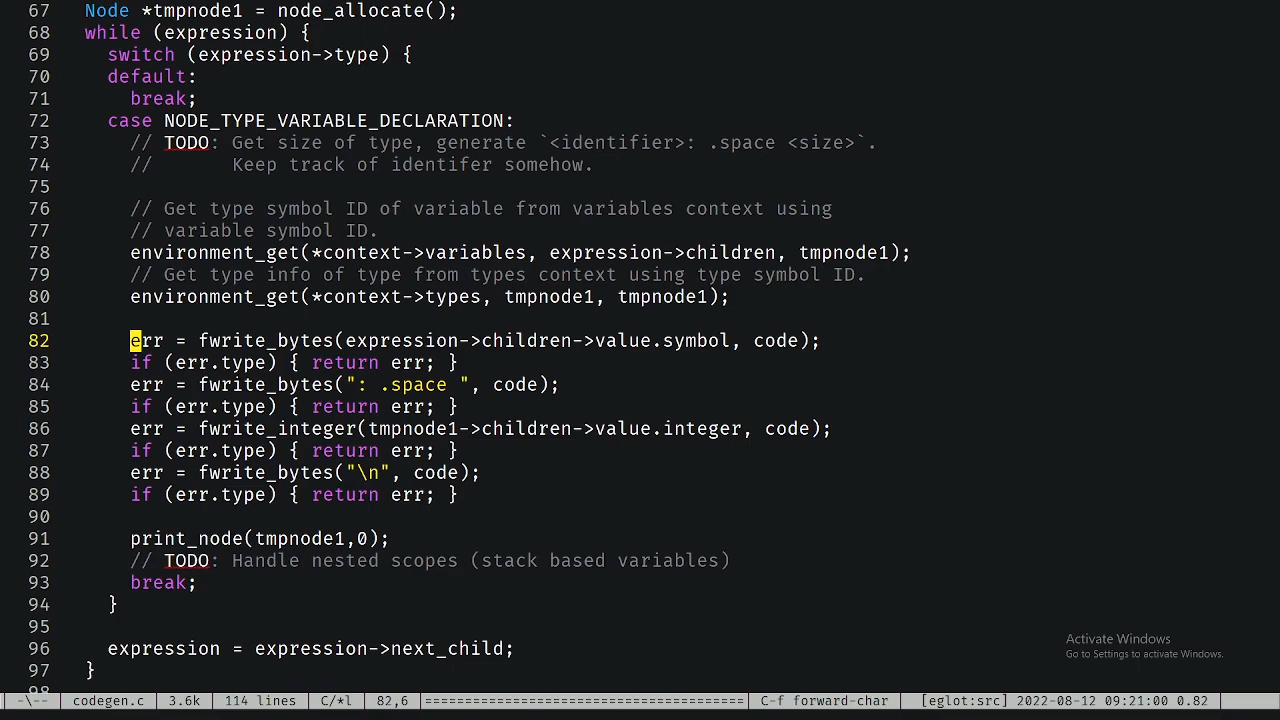 67 Node *tmpnode1 = node_allocate();
68 while (expression) {
69 switch (expression->type) {
70 default:
71 break;
72 case NODE_TYPE_VARIABLE_DECLARATION:
73 // TODO: Get size of type, generate `<identifier>: .space <size>`.
74 // Keep track of identifer somehow.
75
76 // Get type symbol ID of variable from variables context using
77 // variable symbol ID.
78 environment_get(*context->variables, expression->children, tmpnode1);
79 // Get type info of type from types context using type symbol ID.
80 environment_get(*context->types, tmpnode1, tmpnode1);
81
82 err = fwrite_bytes(expression->children->value.symbol, code);
83 if (err.type) { return err; }
84 err = fwrite_bytes(": .space ", code);
85 if (err.type) { return err; }
86 err = fwrite_integer(tmpnode1->children->value.integer, code);
87 if (err.type) { return err; }
88 err = fwrite_bytes("\n", code);
89 if (err.type) { return err; }
90
91 print_node(tmpnode1,0);
92 // TODO: Handle nested scopes (stack based variables)
93 break;
94 }
95
96 expression = expression->next_child;
97 }
98
Activate Windows
Go to Settings to activate Windows.
-\-- codegen.c 3.6k 114 lines C/*l 82,6 ======================================== C-f forward-char [eglot:src] 2022-08-12 09:21:00 0.82